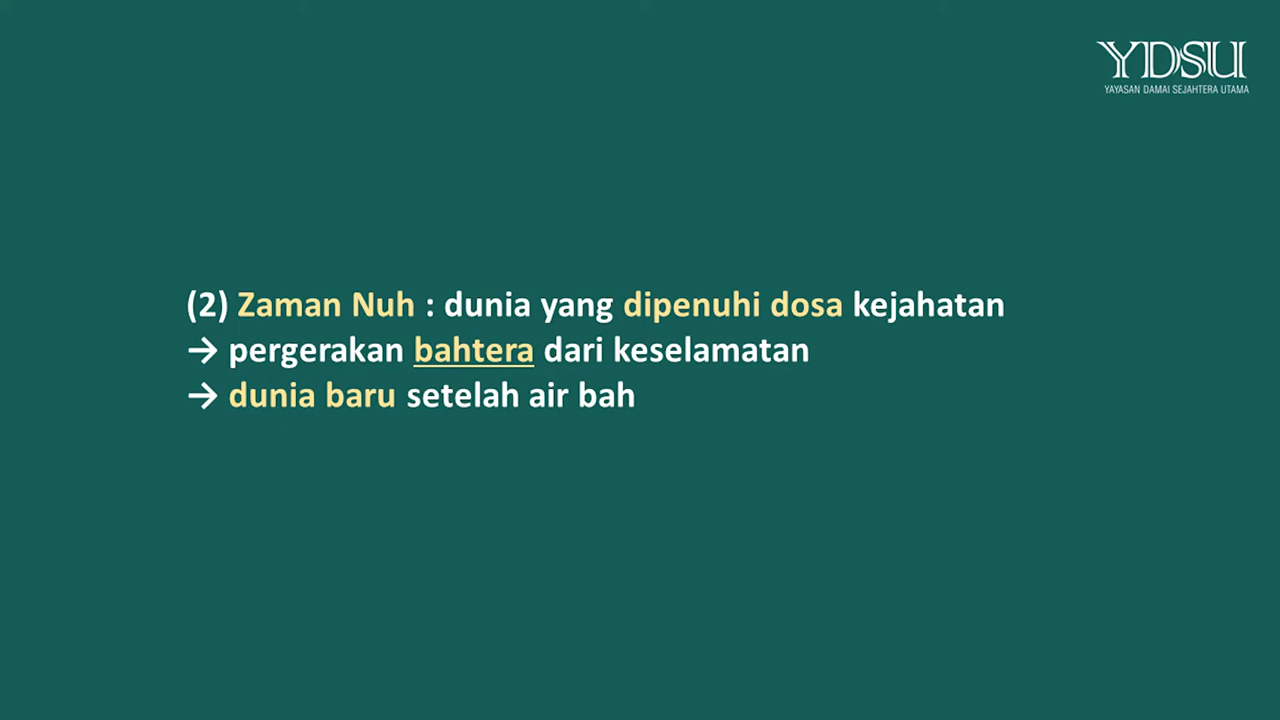 YDSU
YAYASAN DAMAI SEJAHTERA UTAMA
(2) Zaman Nuh : dunia yang dipenuhi dosa kejahatan
→ pergerakan bahtera dari keselamatan
→ dunia baru setelah air bah